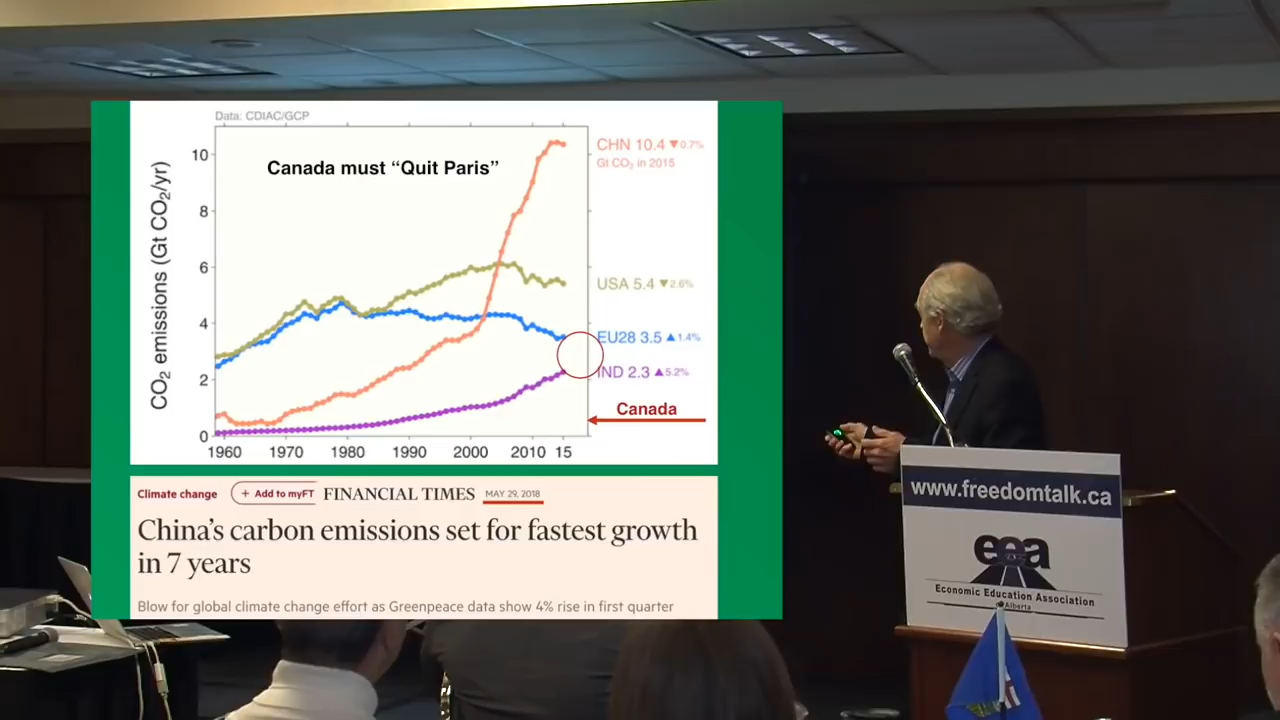 Data: CDIAC/GCP
Canada must “Quit Paris”
CO2 emissions (Gt CO2/yr)
10
8
6
4
2
0
1960 1970 1980 1990 2000 2010 15
CHN 10.4 ▼0.7%
Gt CO2 in 2015
USA 5.4 ▼2.6%
EU28 3.5 ▲1.4%
IND 2.3 ▲5.2%
Canada
Climate change + Add to myFT FINANCIAL TIMES MAY 29, 2018
China’s carbon emissions set for fastest growth
in 7 years
Blow for global climate change effort as Greenpeace data show 4% rise in first quarter
www.freedomtalk.ca
eea
Economic Education Association
of Alberta